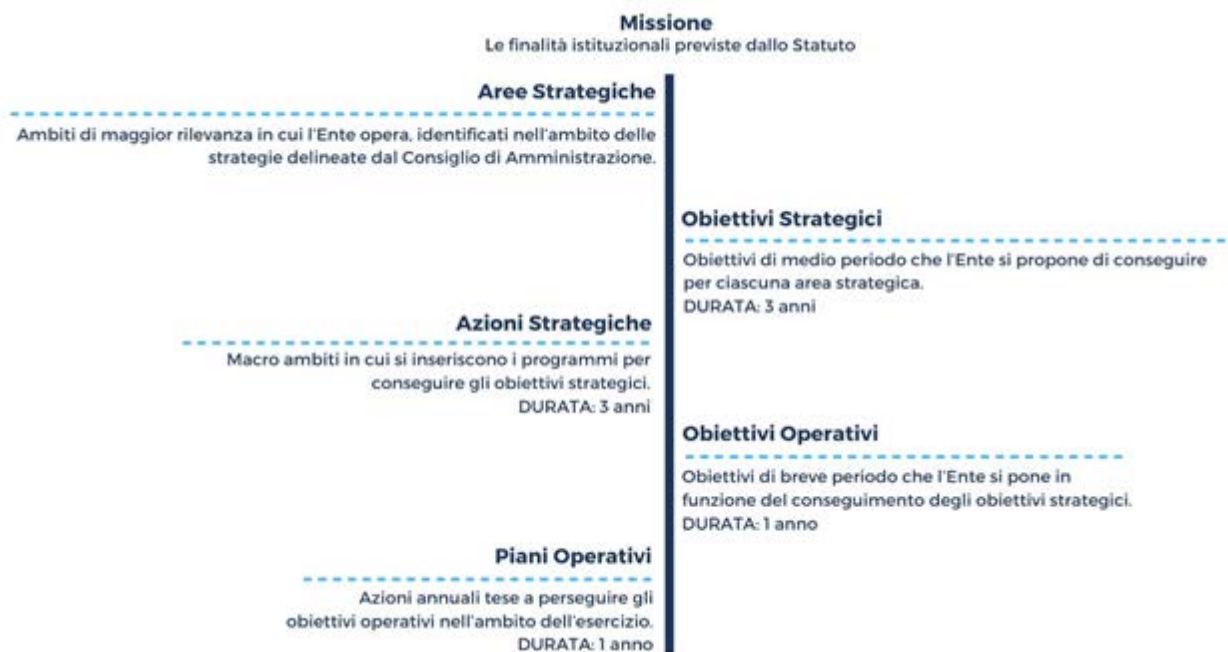 Missione
Le finalità istituzionali previste dallo Statuto
Aree Strategiche
Ambiti di maggior rilevanza in cui l'Ente opera, identificati nell'ambito delle
strategie delineate dal Consiglio di Amministrazione.
Obiettivi Strategici
Obiettivi di medio periodo che l'Ente si propone di conseguire
per ciascuna area strategica.
DURATA: 3 anni
Azioni Strategiche
Macro ambiti in cui si inseriscono i programmi per
conseguire gli obiettivi strategici.
DURATA: 3 anni
Obiettivi Operativi
Obiettivi di breve periodo che l'Ente si pone in
funzione del conseguimento degli obiettivi strategici.
DURATA: 1 anno
Piani Operativi
Azioni annuali tese a perseguire gli
obiettivi operativi nell'ambito dell'esercizio.
DURATA: 1 anno